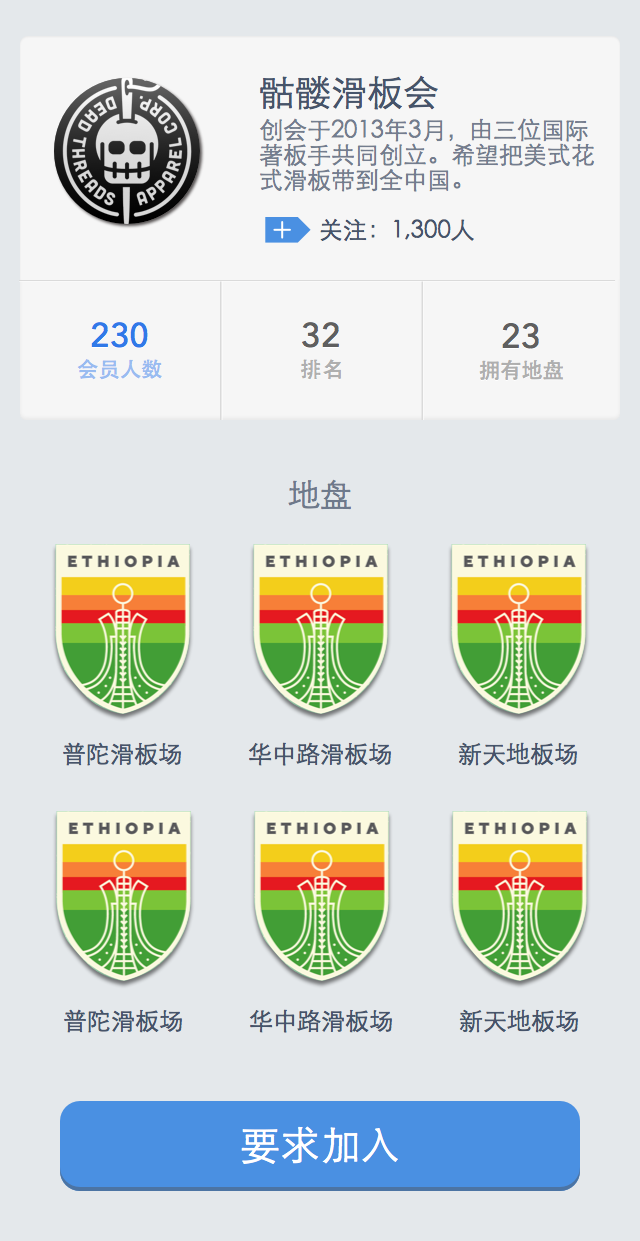 DEAD THREADS APPAREL CORP.
骷髅滑板会
创会于2013年3月，由三位国际
著板手共同创立。希望把美式花
式滑板带到全中国。
关注：1,300人
230
32
23
会员人数
排名
拥有地盘
地盘
ETHIOPIA
ETHIOPIA
ETHIOPIA
普陀滑板场
华中路滑板场
新天地板场
ETHIOPIA
ETHIOPIA
ETHIOPIA
普陀滑板场
华中路滑板场
新天地板场
要求加入